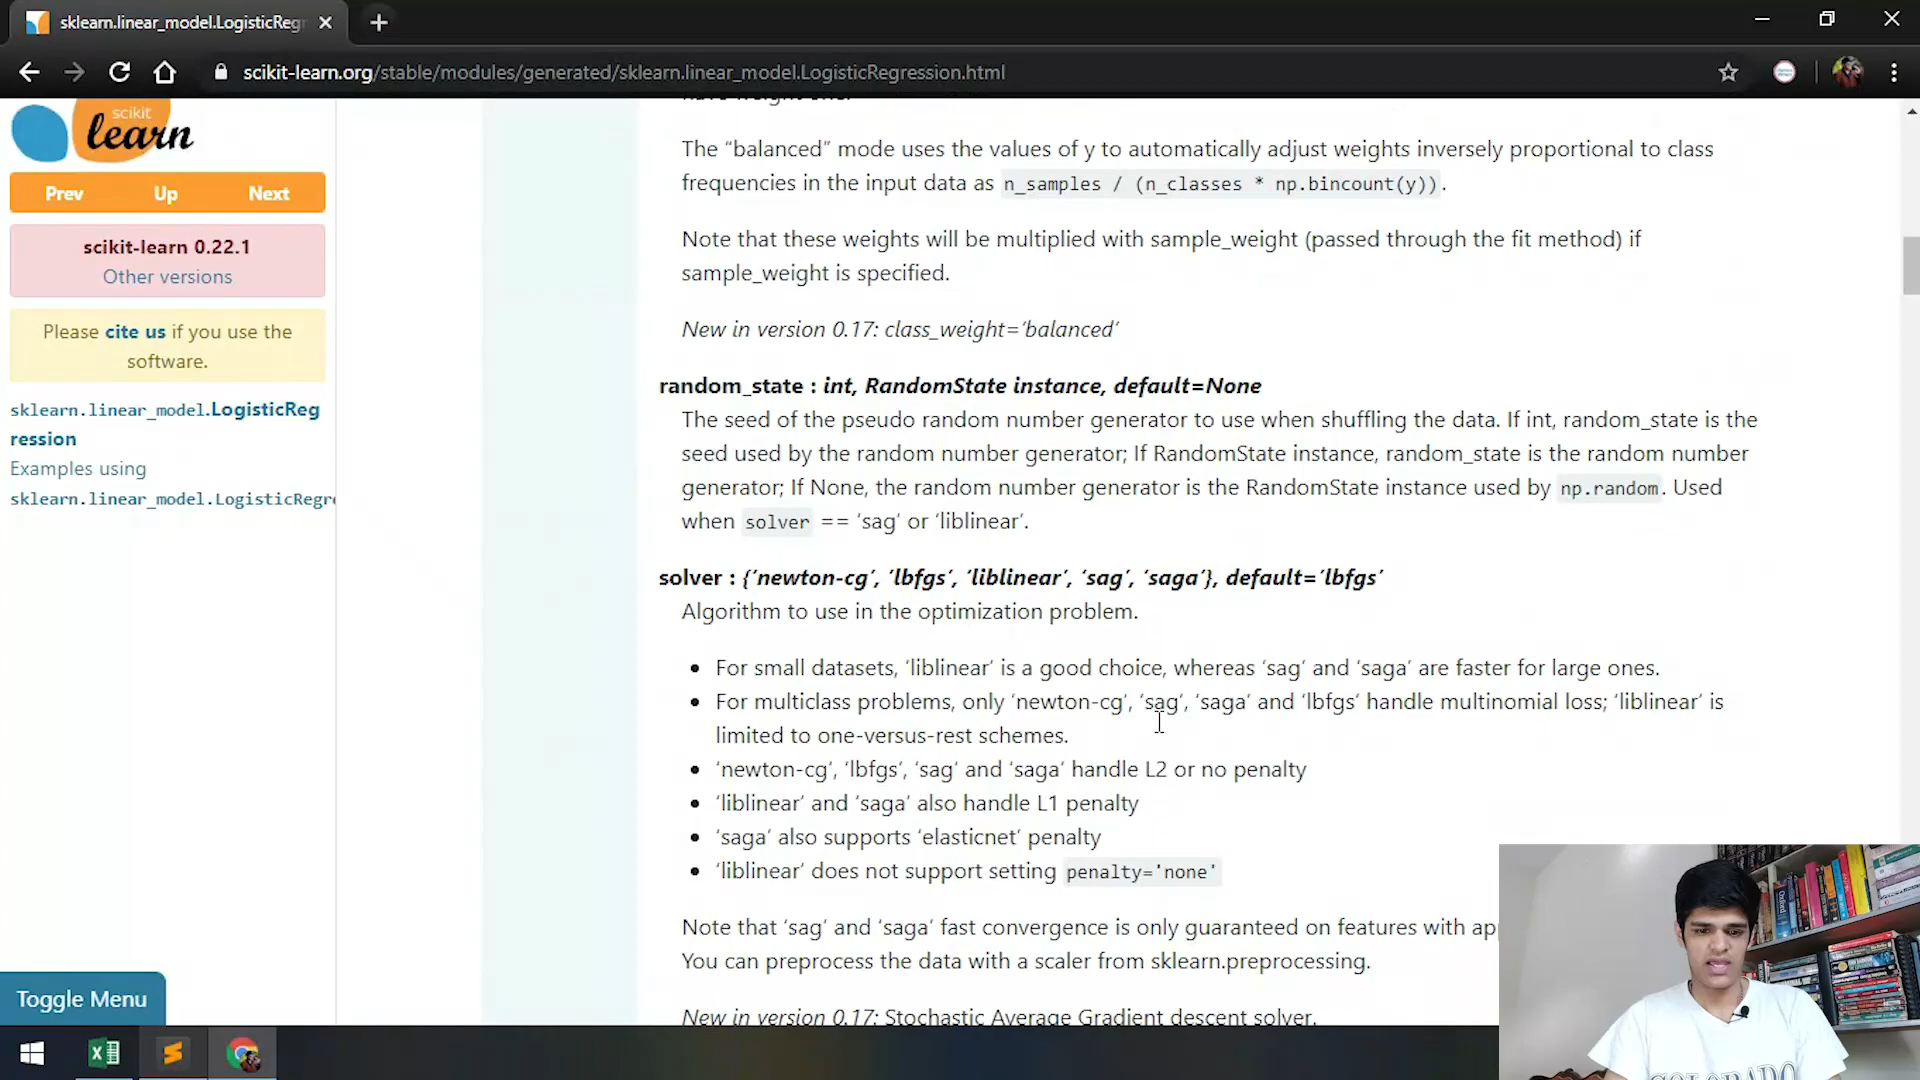 sklearn.linear_model.LogisticReg
scikit-learn.org/stable/modules/generated/sklearn.linear_model.LogisticRegression.html
scikit
learn
Prev Up Next
scikit-learn 0.22.1
Other versions
Please cite us if you use the
software.
sklearn.linear_model.LogisticReg
ression
Examples using
sklearn.linear_model.LogisticRegre
Toggle Menu
The “balanced” mode uses the values of y to automatically adjust weights inversely proportional to class
frequencies in the input data as n_samples / (n_classes * np.bincount(y)).
Note that these weights will be multiplied with sample_weight (passed through the fit method) if
sample_weight is specified.
New in version 0.17: class_weight=’balanced’
random_state : int, RandomState instance, default=None
The seed of the pseudo random number generator to use when shuffling the data. If int, random_state is the
seed used by the random number generator; If RandomState instance, random_state is the random number
generator; If None, the random number generator is the RandomState instance used by np.random. Used
when solver == ‘sag’ or ‘liblinear’.
solver : {‘newton-cg’, ‘lbfgs’, ‘liblinear’, ‘sag’, ‘saga’}, default=’lbfgs’
Algorithm to use in the optimization problem.
• For small datasets, ‘liblinear’ is a good choice, whereas ‘sag’ and ‘saga’ are faster for large ones.
• For multiclass problems, only ‘newton-cg’, ‘sag’, ‘saga’ and ‘lbfgs’ handle multinomial loss; ‘liblinear’ is
limited to one-versus-rest schemes.
• ‘newton-cg’, ‘lbfgs’, ‘sag’ and ‘saga’ handle L2 or no penalty
• ‘liblinear’ and ‘saga’ also handle L1 penalty
• ‘saga’ also supports ‘elasticnet’ penalty
• ‘liblinear’ does not support setting penalty='none'
Note that ‘sag’ and ‘saga’ fast convergence is only guaranteed on features with ap
You can preprocess the data with a scaler from sklearn.preprocessing.
New in version 0.17: Stochastic Average Gradient descent solver.